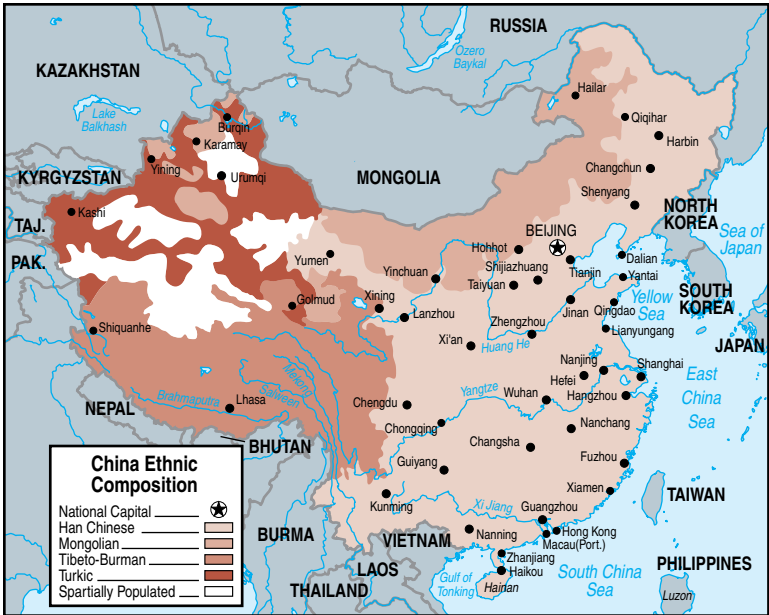 RUSSIA
Ozero
Baykal
KAZAKHSTAN
Lake
Balkhash
Hailar
Burqin
Qiqihar
Karamay
Harbin
Yining
Changchun
KYRGYZSTAN
Urumqi
MONGOLIA
Shenyang
Kashi
NORTH
KOREA
TAJ.
BEIJING
Sea of
Japan
PAK.
Yumen
Hohhot
Dalian
Shijiazhuang
Tianjin
Yinchuan
Taiyuan
Yantai
SOUTH
KOREA
Yellow
Sea
Golmud
Xining
Lanzhou
Jinan
Qingdao
Shiquanhe
Zhengzhou
Lianyungang
Xi'an
Huang He
JAPAN
Nanjing
Shanghai
Mekong
Salween
Hefei
East
China
Sea
Brahmaputra
Lhasa
Yangtze
Wuhan
Hangzhou
NEPAL
Chengdu
Chongqing
Nanchang
BHUTAN
Changsha
Guiyang
Fuzhou
China Ethnic
Composition
National Capital
Han Chinese
Mongolian
Tibeto-Burman
Turkic
Spartially Populated
Xiamen
TAIWAN
Kunming
Xi Jiang
Guangzhou
BURMA
VIETNAM
Nanning
Hong Kong
Macau(Port.)
LAOS
Zhanjiang
Haikou
PHILIPPINES
THAILAND
Gulf of
Tonking
Hainan
South China
Sea
Luzon